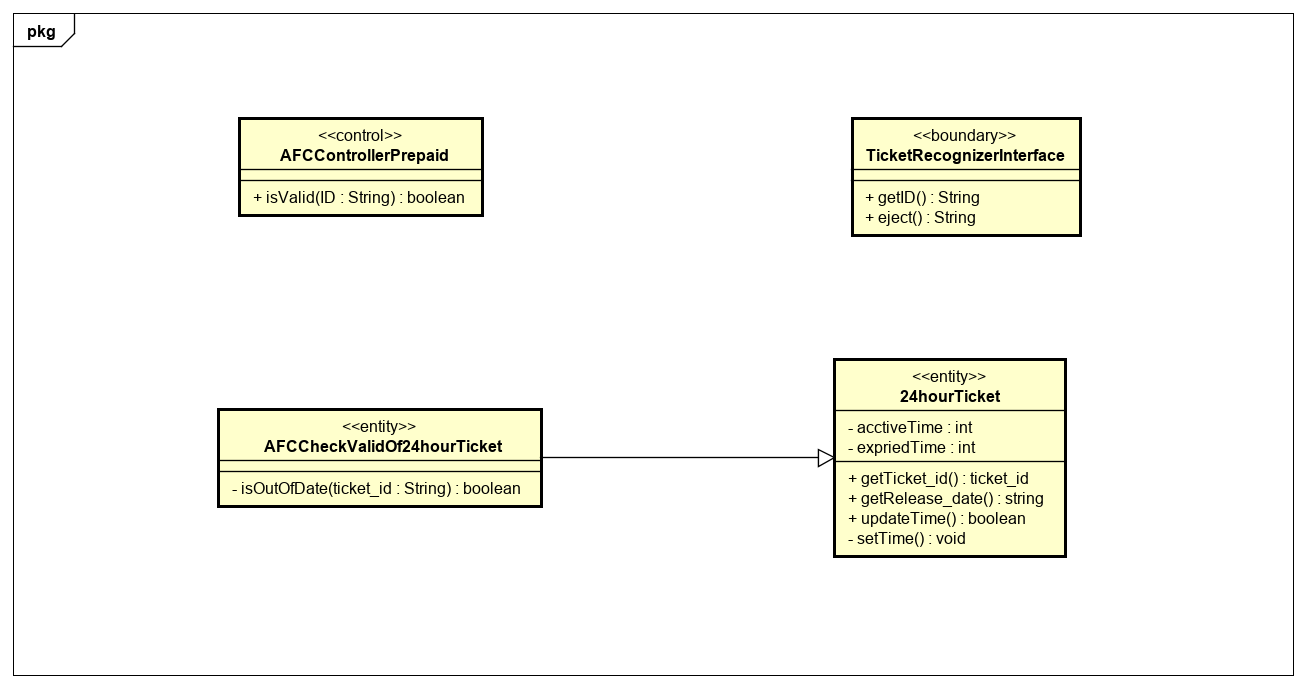 pkg
<<control>>
AFCControllerPrepaid
+ isValid(ID : String) : boolean
<<boundary>>
TicketRecognizerInterface
+ getID() : String
+ eject() : String
<<entity>>
AFCCheckValidOf24hourTicket
- isOutOfDate(ticket_id : String) : boolean
<<entity>>
24hourTicket
- acctiveTime : int
- expriedTime : int
+ getTicket_id() : ticket_id
+ getRelease_date() : string
+ updateTime() : boolean
- setTime() : void